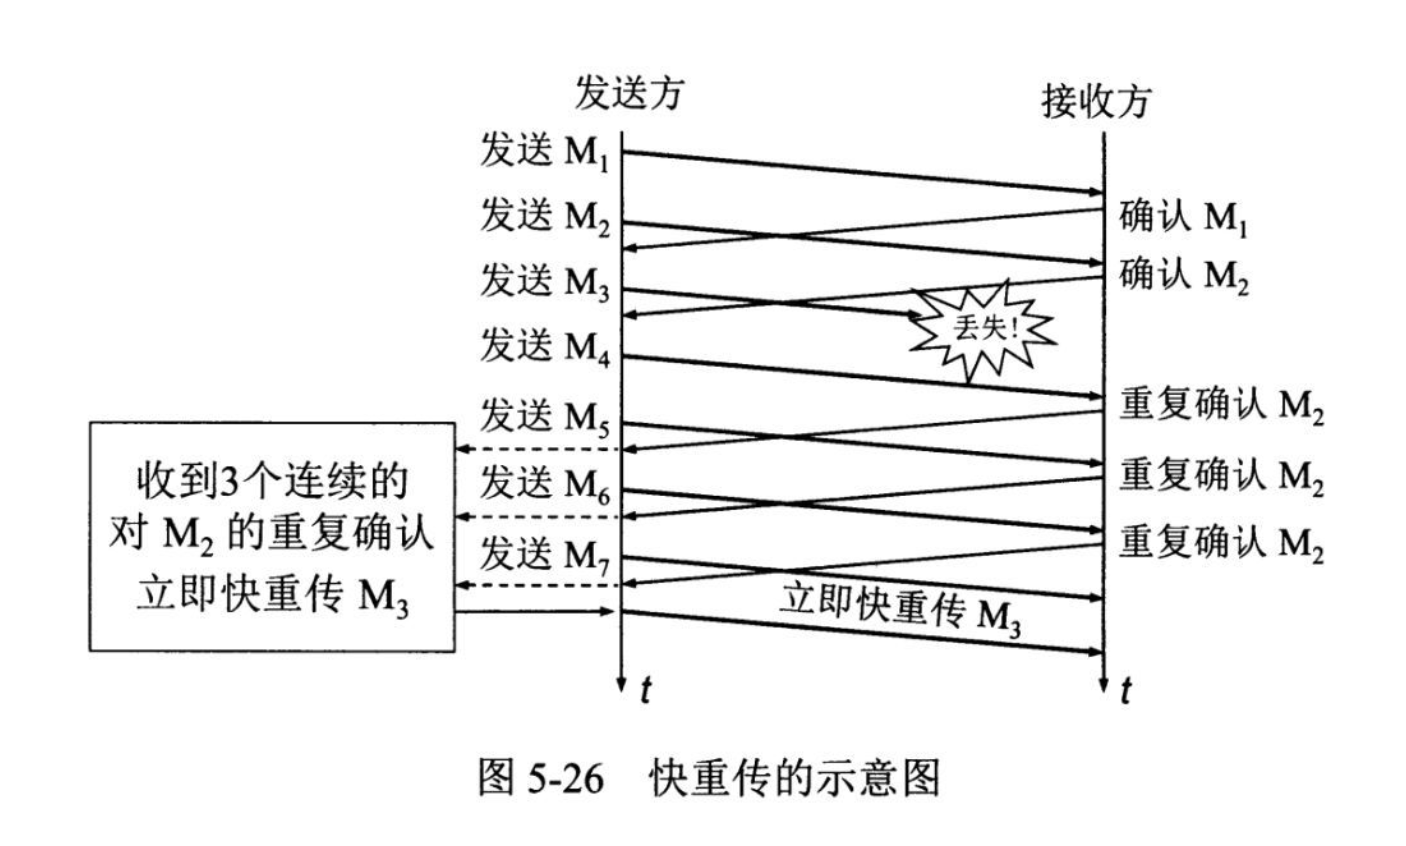 发送方
接收方
发送 M₁
发送 M₂
确认 M₁
发送 M₃
确认 M₂
丢失!
发送 M₄
重复确认 M₂
发送 M₅
收到3个连续的
对 M₂ 的重复确认
立即快重传 M₃
发送 M₆
重复确认 M₂
发送 M₇
重复确认 M₂
立即快重传 M₃
t
t
图 5-26 快重传的示意图